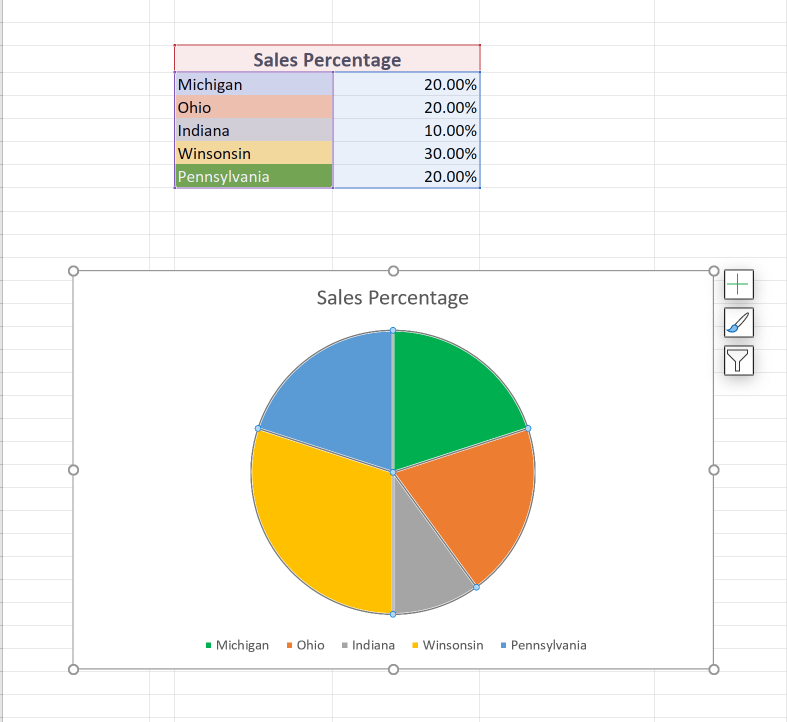 Sales Percentage
Michigan 20.00%
Ohio 20.00%
Indiana 10.00%
Winsonsin 30.00%
Pennsylvania 20.00%
Sales Percentage
Michigan Ohio Indiana Winsonsin Pennsylvania